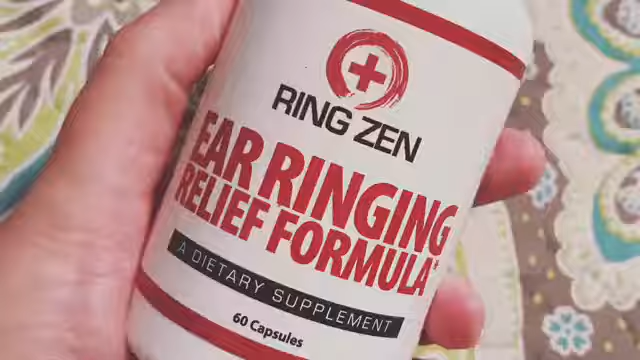 RING ZEN
EAR RINGING
RELIEF FORMULA*
A DIETARY SUPPLEMENT
60 Capsules